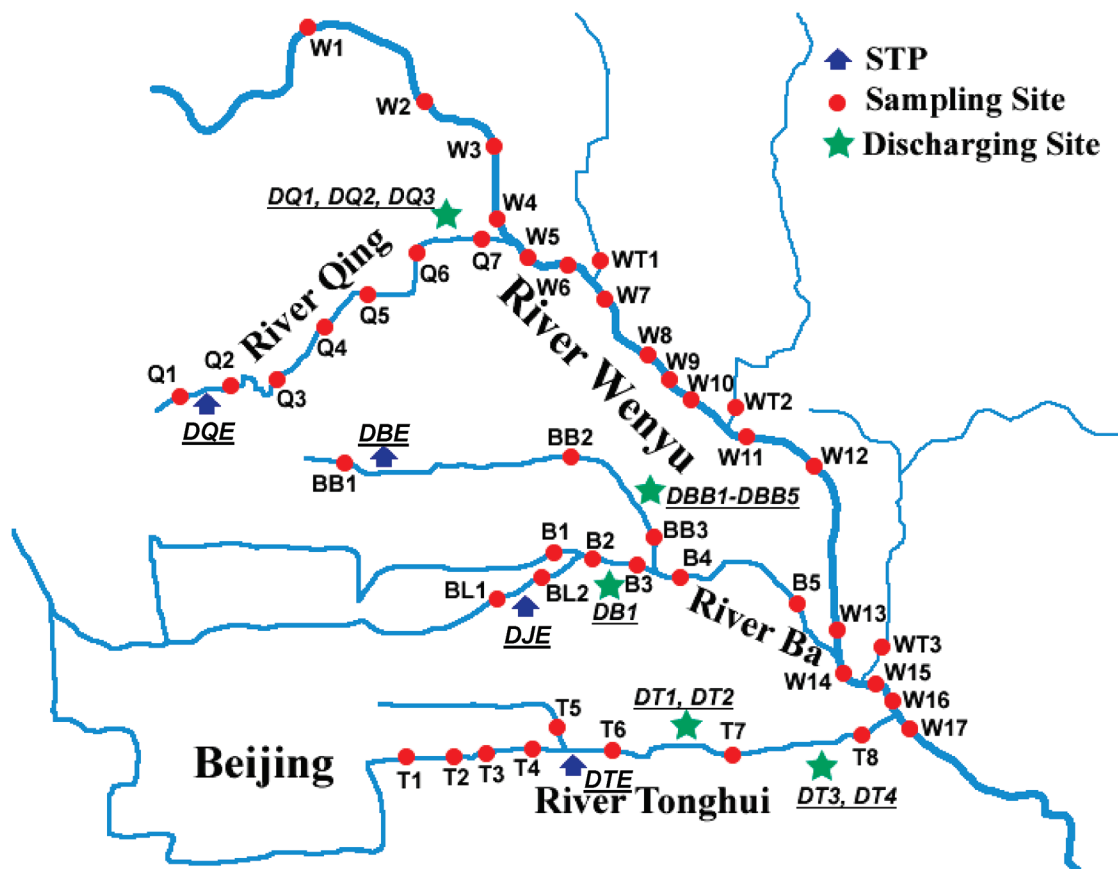 W1
STP
W2
Sampling Site
W3
Discharging Site
DQ1, DQ2, DQ3
W4
W5
Q7
WT1
Q6
W6
River Qing
W7
Q5
River Wenyu
Q4
W8
W9
Q1
Q2
W10
Q3
WT2
DQE
DBE
BB2
W11
W12
BB1
DBB1-DBB5
BB3
B1
B2
B4
BL1
BL2
B3
B5
DB1
River Ba
W13
DJE
WT3
W14
W15
DT1, DT2
W16
T5
W17
Beijing
T6
T7
T8
T1
T2
T3
T4
DTE
River Tonghui
DT3, DT4